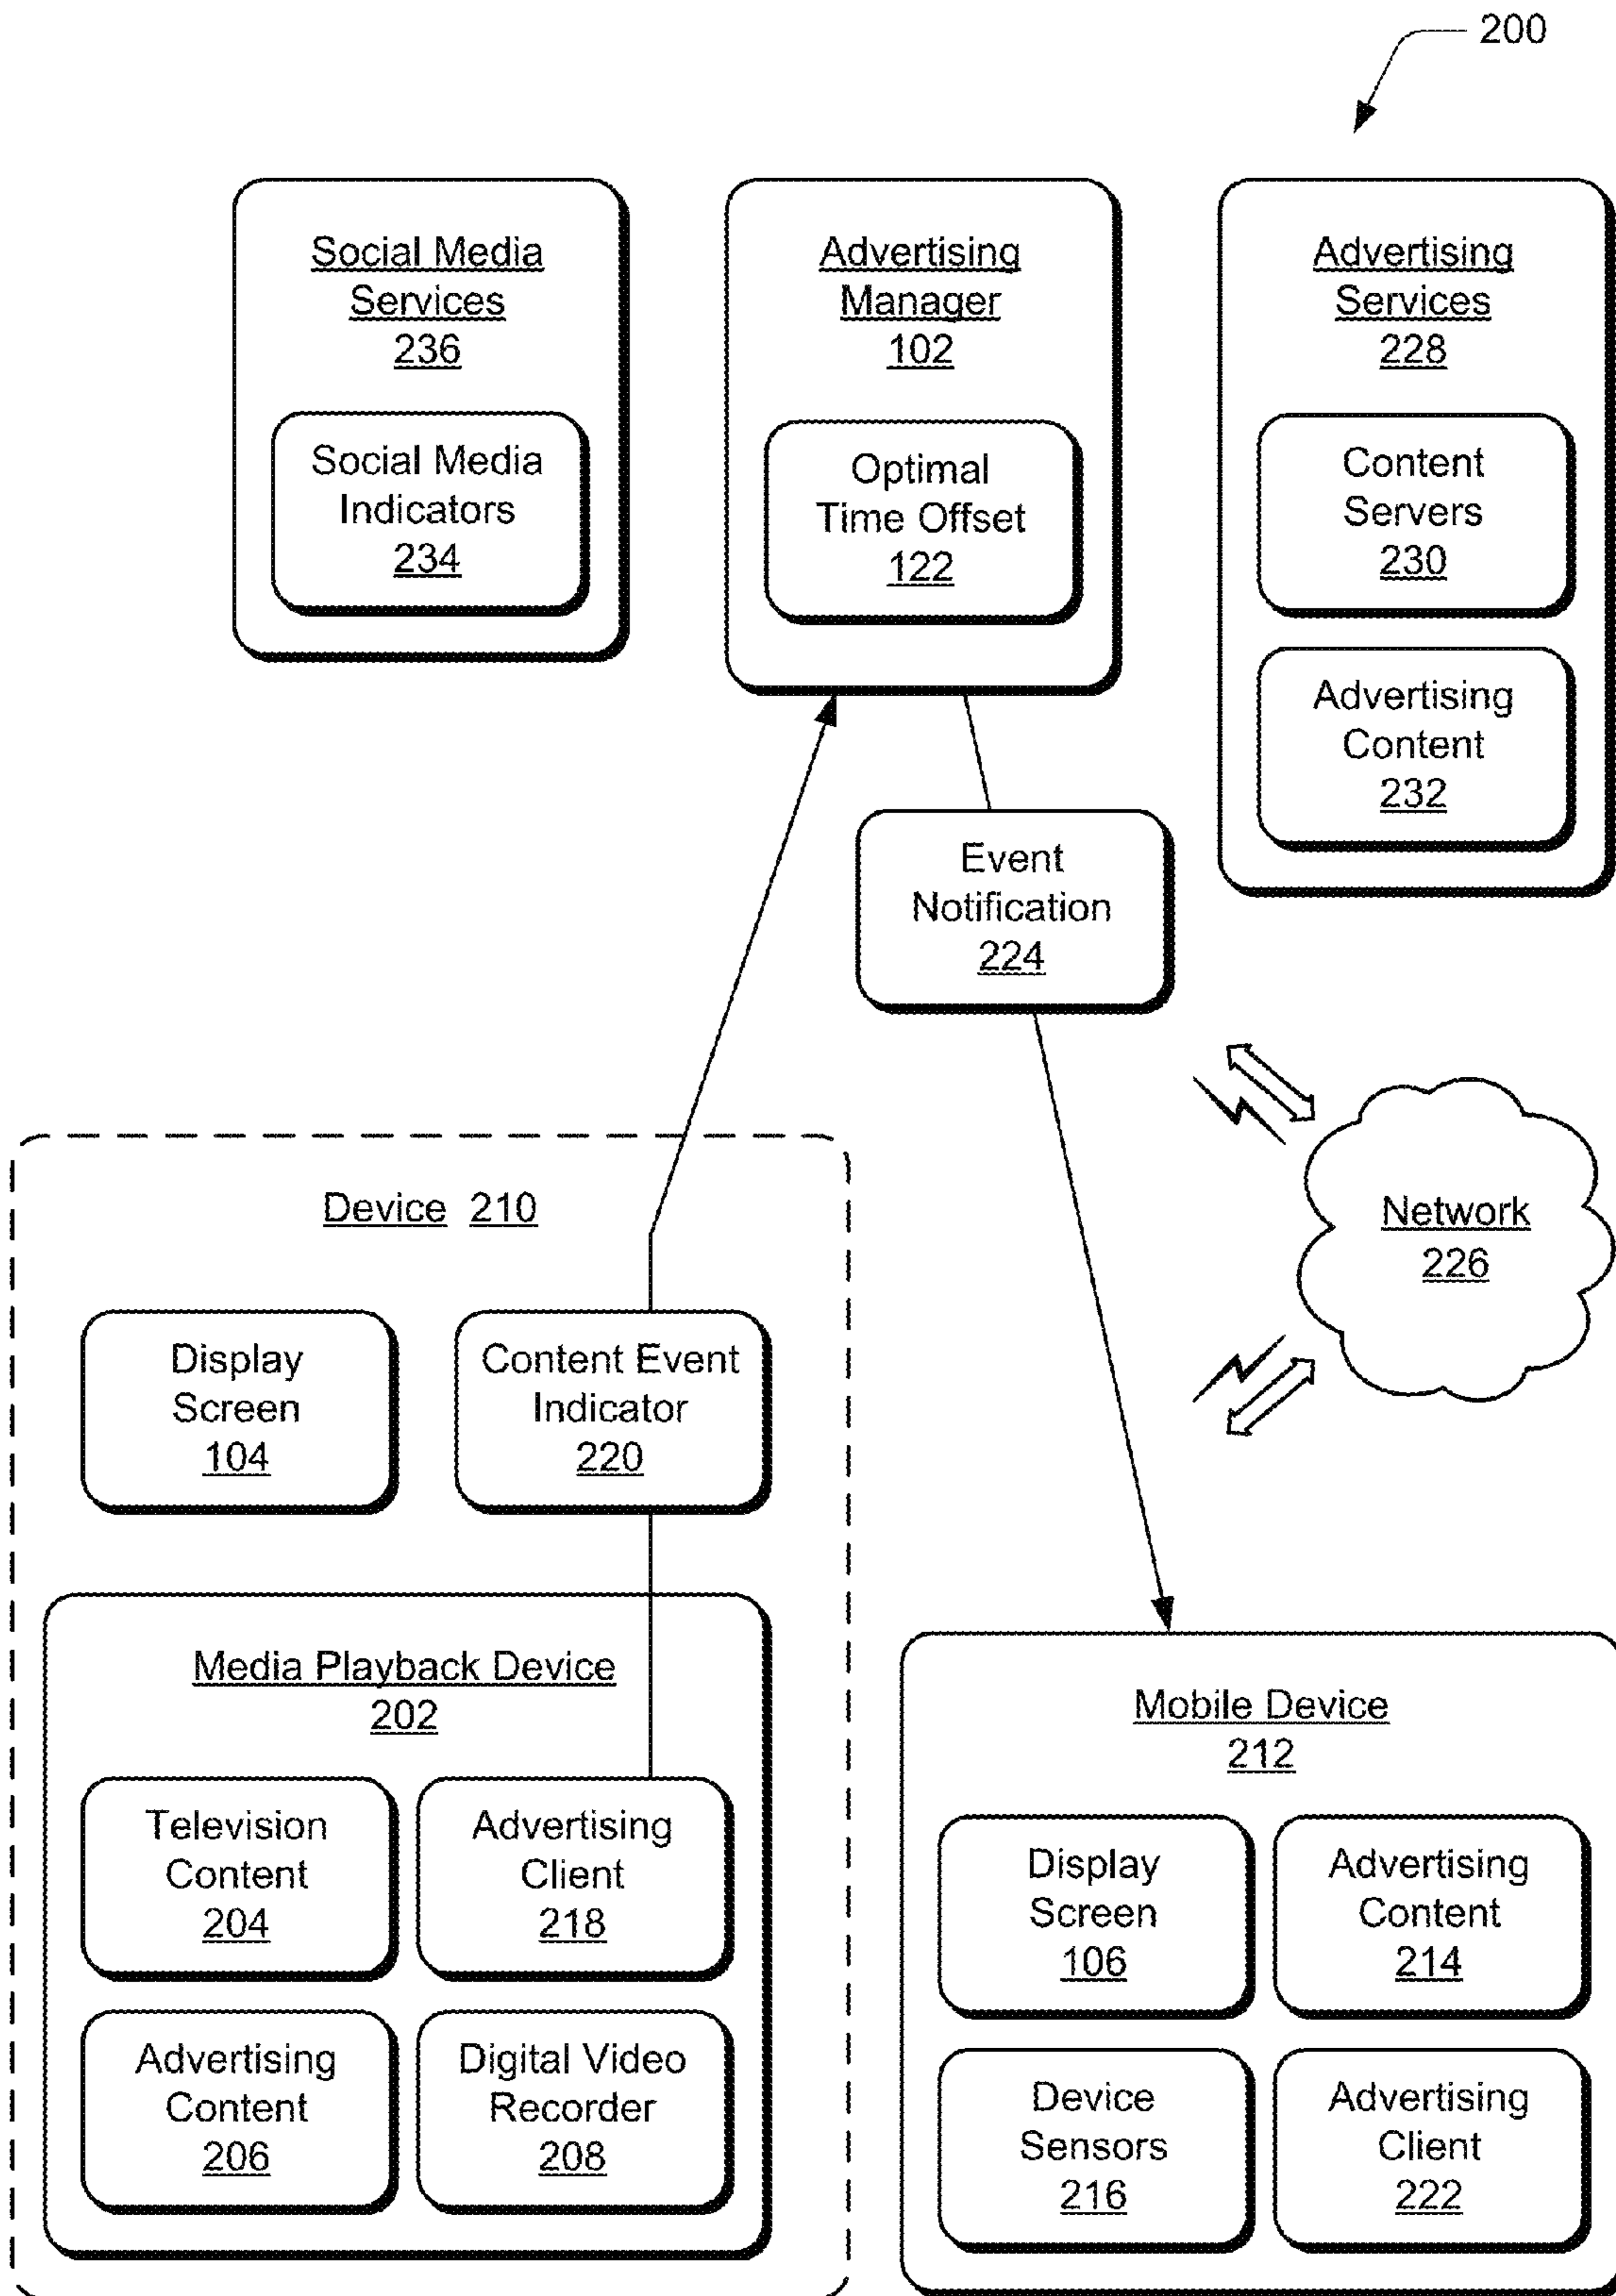 200
Social Media
Services
236
Social Media
Indicators
234
Advertising
Manager
102
Optimal
Time Offset
122
Advertising
Services
228
Content
Servers
230
Advertising
Content
232
Event
Notification
224
Network
226
Device 210
Display
Screen
104
Content Event
Indicator
220
Media Playback Device
202
Television
Content
204
Advertising
Client
218
Advertising
Content
206
Digital Video
Recorder
208
Mobile Device
212
Display
Screen
106
Advertising
Content
214
Device
Sensors
216
Advertising
Client
222